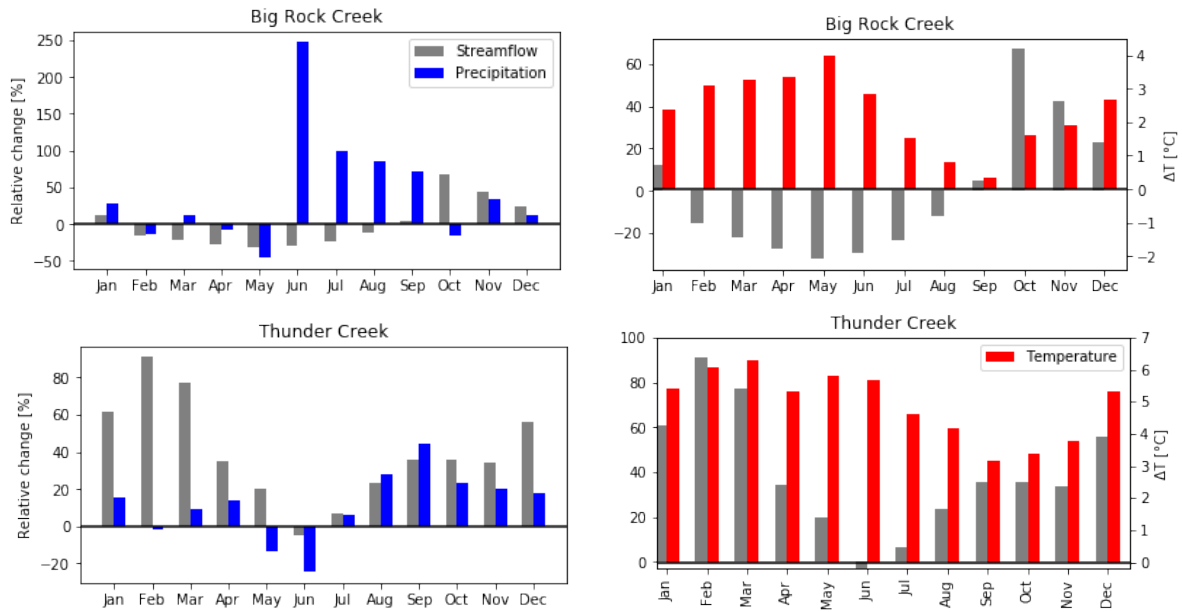 Big Rock Creek
Relative change [%]
250
200
150
100
50
0
−50
Streamflow
Precipitation
Jan Feb Mar Apr May Jun Jul Aug Sep Oct Nov Dec
Big Rock Creek
60
40
20
0
−20
4
3
2
1
0
−1
−2
ΔT [°C]
Jan Feb Mar Apr May Jun Jul Aug Sep Oct Nov Dec
Thunder Creek
Relative change [%]
80
60
40
20
0
−20
Jan Feb Mar Apr May Jun Jul Aug Sep Oct Nov Dec
Thunder Creek
100
80
60
40
20
0
Temperature
7
6
5
4
3
2
1
0
ΔT [°C]
Jan Feb Mar Apr May Jun Jul Aug Sep Oct Nov Dec